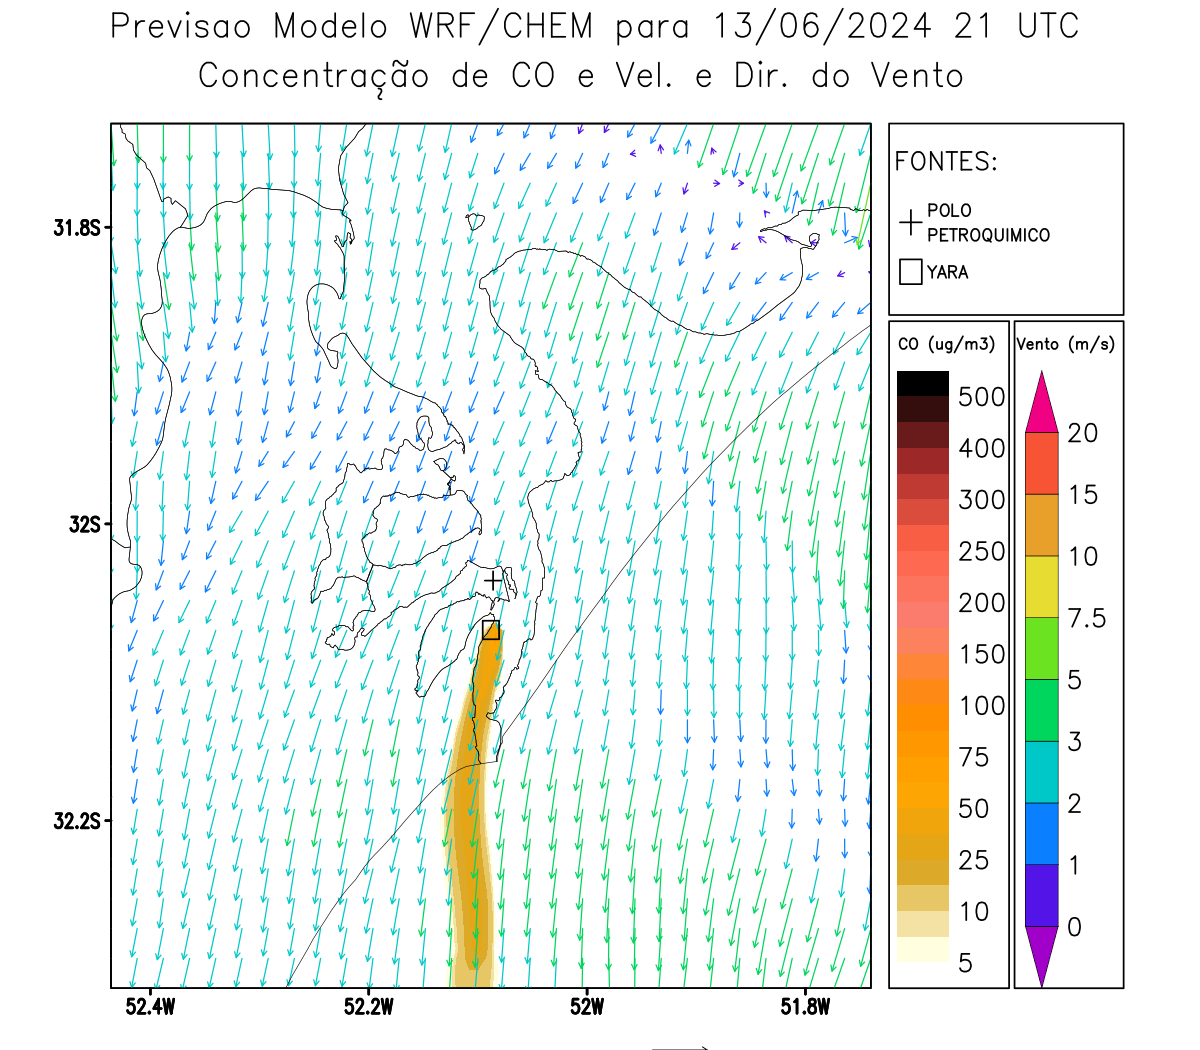 Previsao Modelo WRF/CHEM para 13/06/2024 21 UTC
Concentração de CO e Vel. e Dir. do Vento
FONTES:
POLO
PETROQUIMICO
YARA
CO (ug/m3)
500
400
300
250
200
150
100
75
50
25
10
5
Vento (m/s)
20
15
10
7.5
5
3
2
1
0
31.8S
32S
32.2S
52.4W
52.2W
52W
51.8W